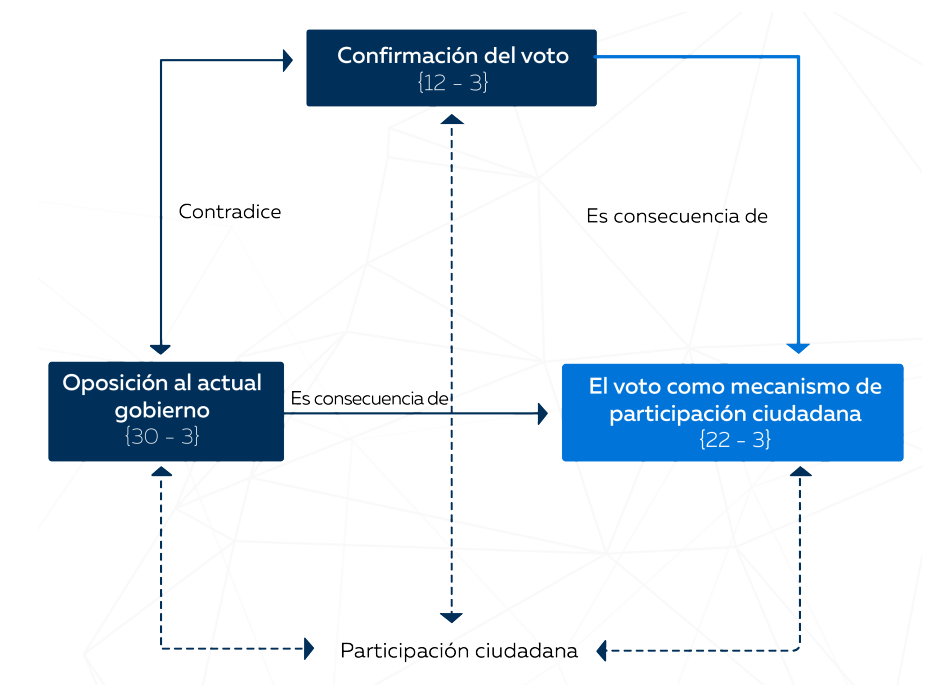 Confirmación del voto
{12 - 3}
Contradice
Es consecuencia de
Oposición al actual
gobierno
{30 - 3}
Es consecuencia de
El voto como mecanismo de
participación ciudadana
{22 - 3}
Participación ciudadana